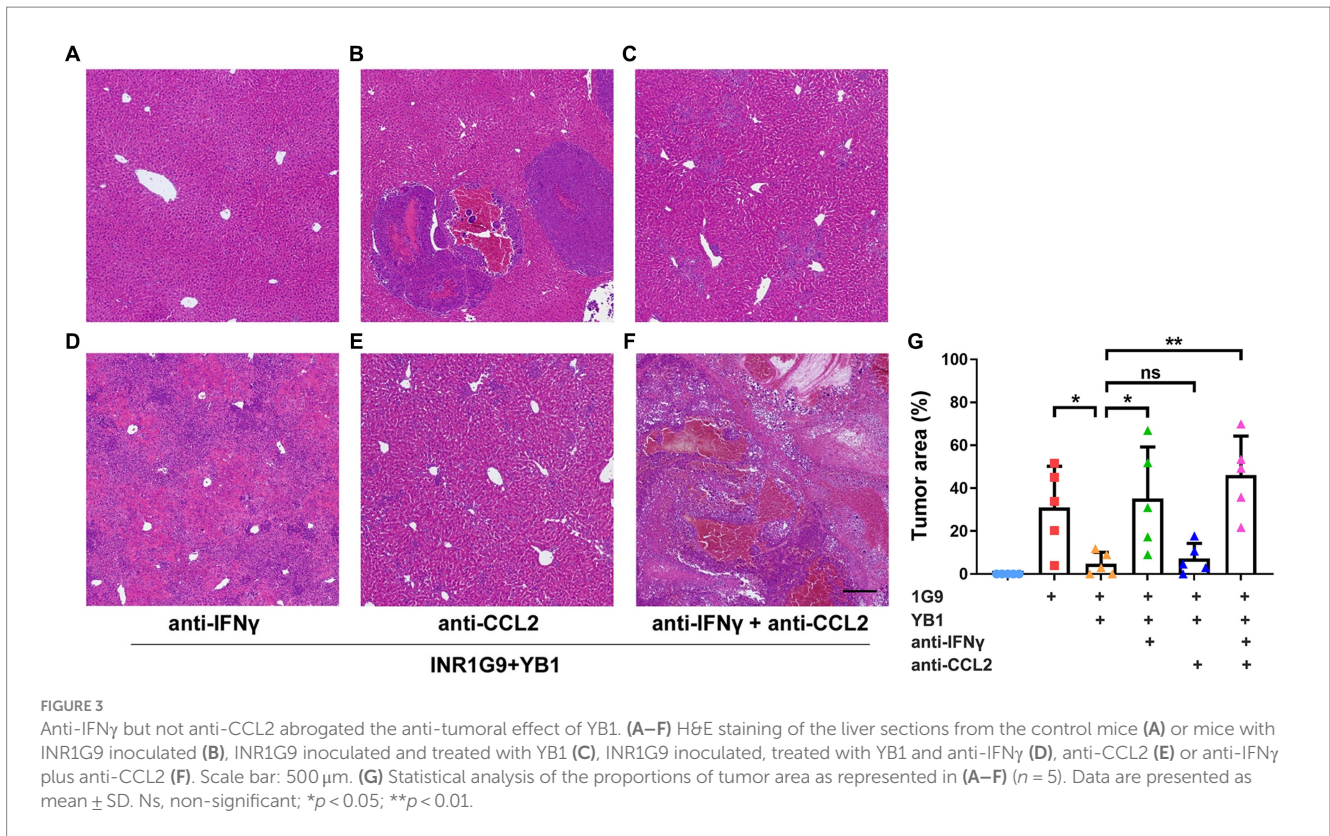 A
B
C
D
E
F
anti-IFNγ
anti-CCL2
anti-IFNγ + anti-CCL2
INR1G9+YB1
G
**
ns
* *
Tumor area (%)
100
80
60
40
20
0
1G9 + + + + +
YB1 + + + +
anti-IFNγ + +
anti-CCL2 + +
FIGURE 3
Anti-IFNγ but not anti-CCL2 abrogated the anti-tumoral effect of YB1. (A–F) H&E staining of the liver sections from the control mice (A) or mice with
INR1G9 inoculated (B), INR1G9 inoculated and treated with YB1 (C), INR1G9 inoculated, treated with YB1 and anti-IFNγ (D), anti-CCL2 (E) or anti-IFNγ
plus anti-CCL2 (F). Scale bar: 500 μm. (G) Statistical analysis of the proportions of tumor area as represented in (A–F) (n = 5). Data are presented as
mean ± SD. Ns, non-significant; *p < 0.05; **p < 0.01.